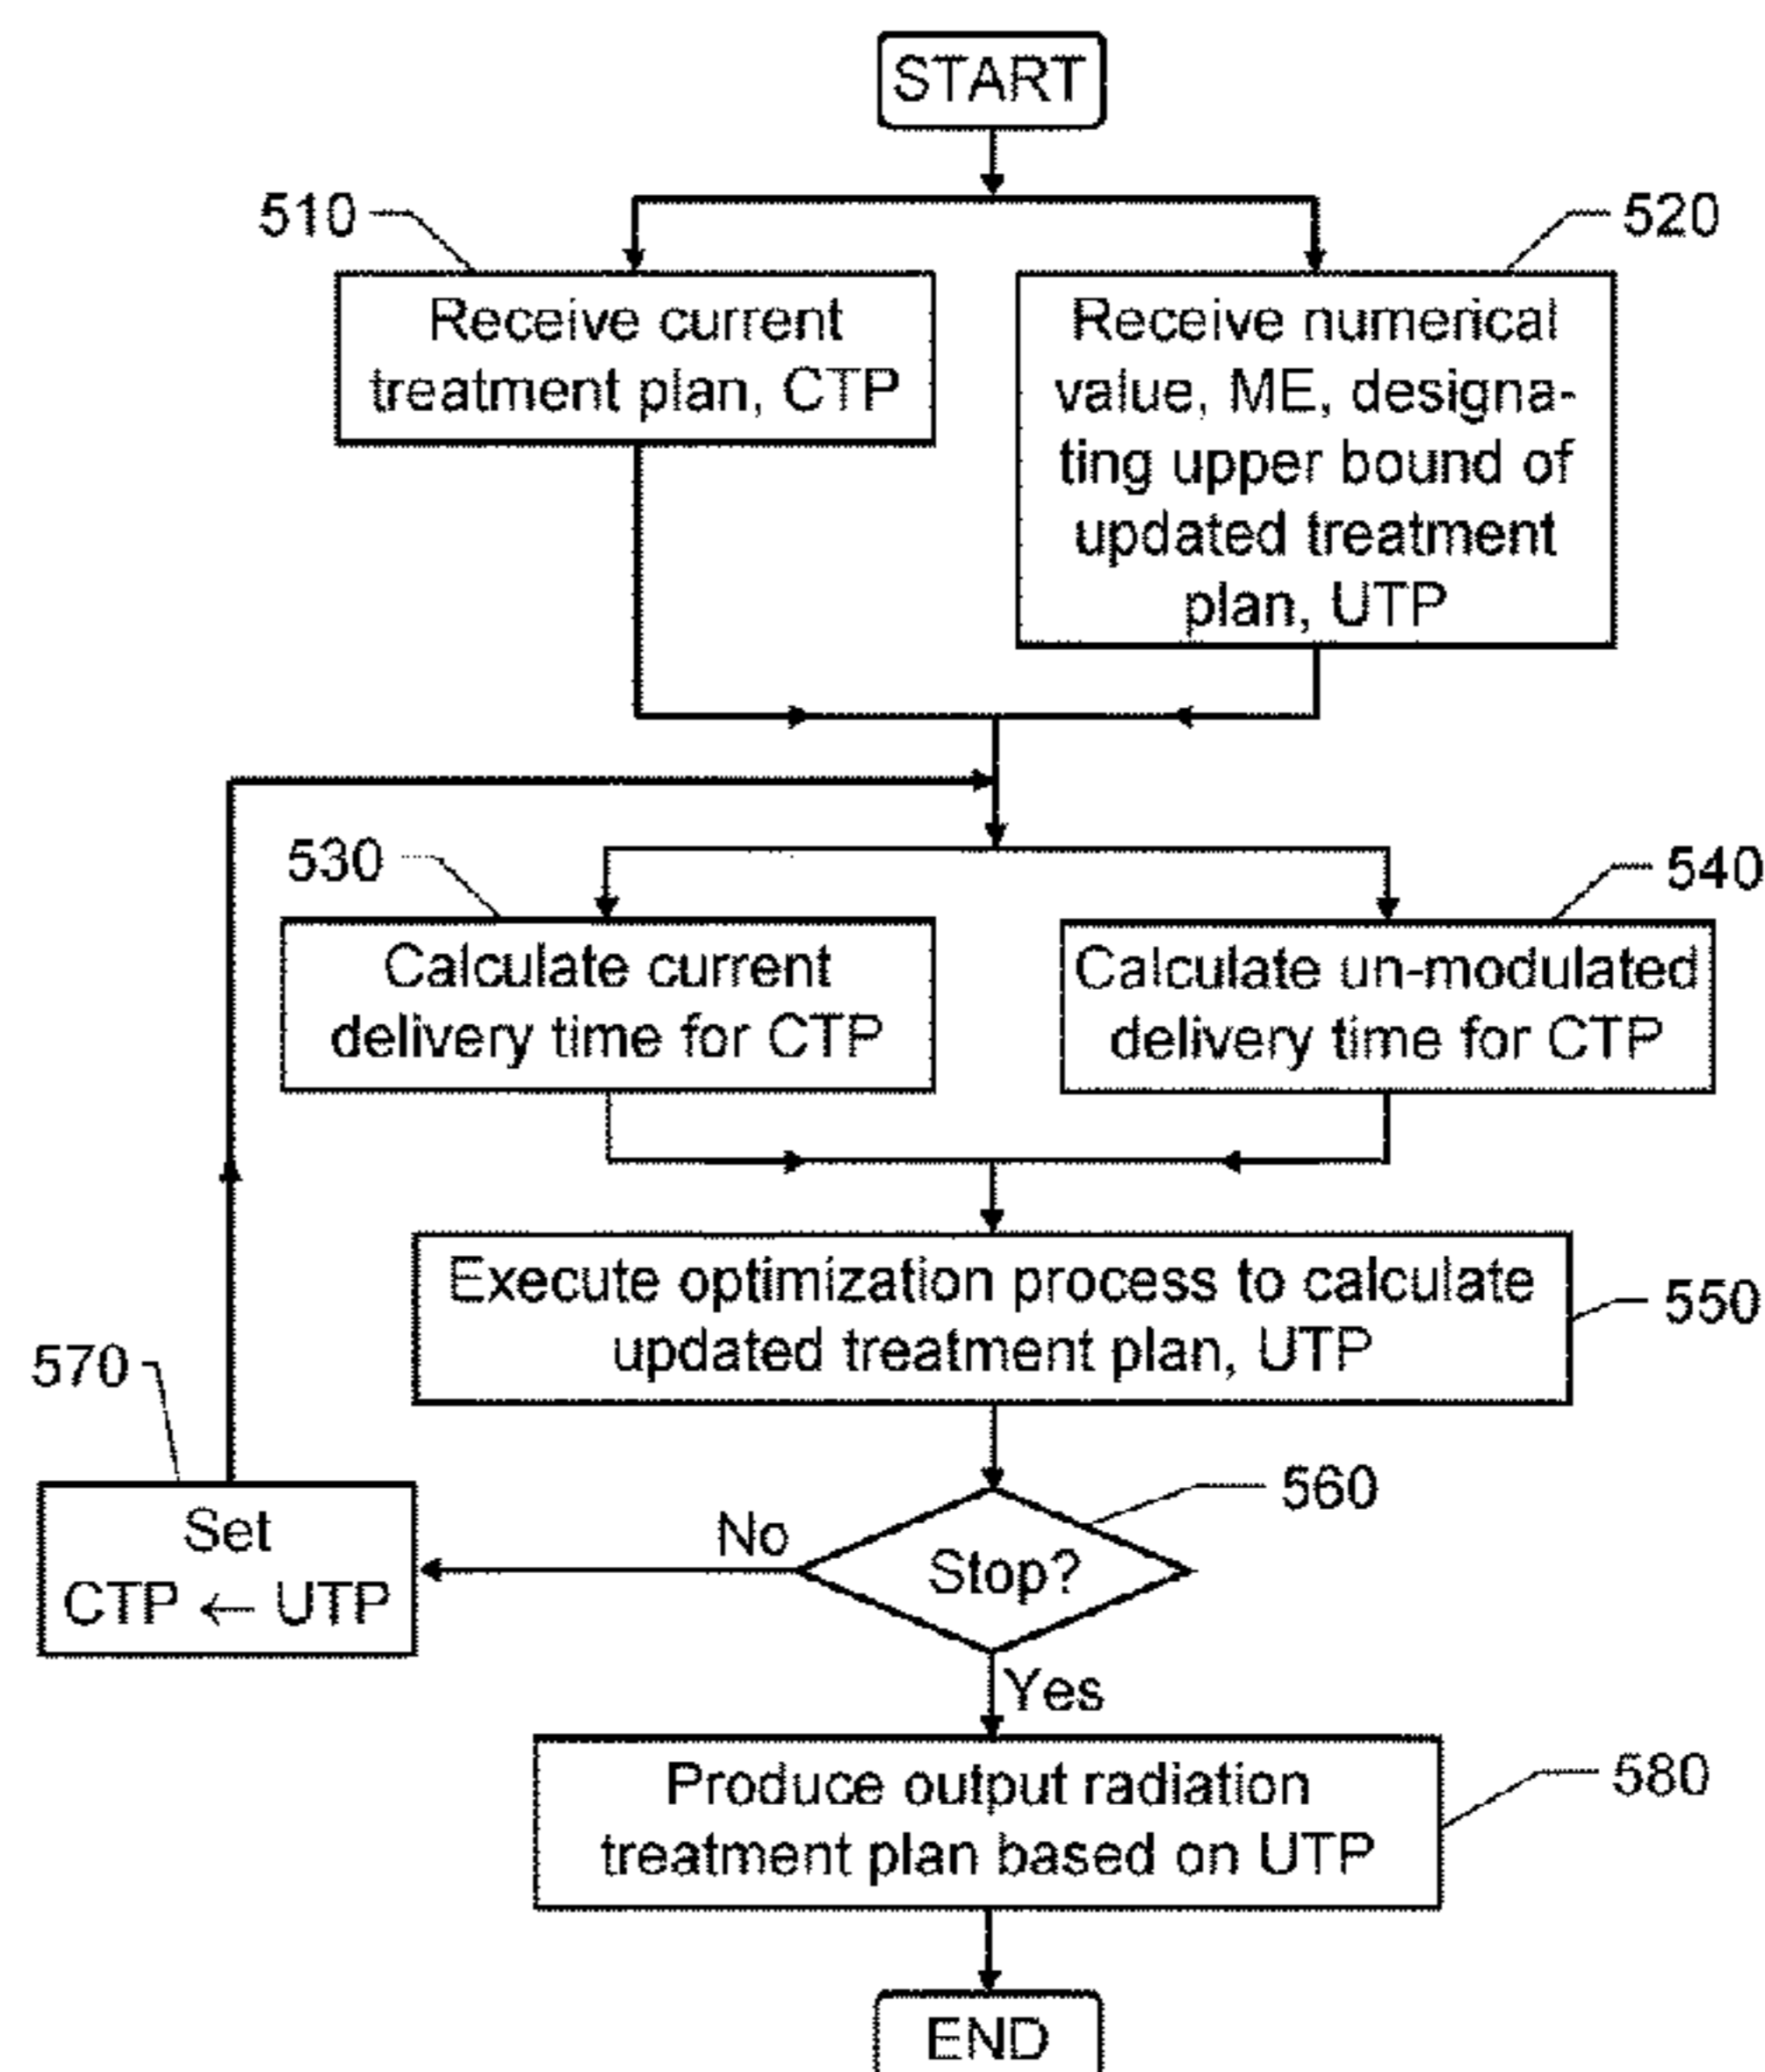 START
510
520
Receive current
treatment plan, CTP
Receive numerical
value, ME, designa-
ting upper bound of
updated treatment
plan, UTP
530
540
Calculate current
delivery time for CTP
Calculate un-modulated
delivery time for CTP
Execute optimization process to calculate
updated treatment plan, UTP
550
570
560
Set
CTP ← UTP
No
Stop?
Yes
Produce output radiation
treatment plan based on UTP
580
END